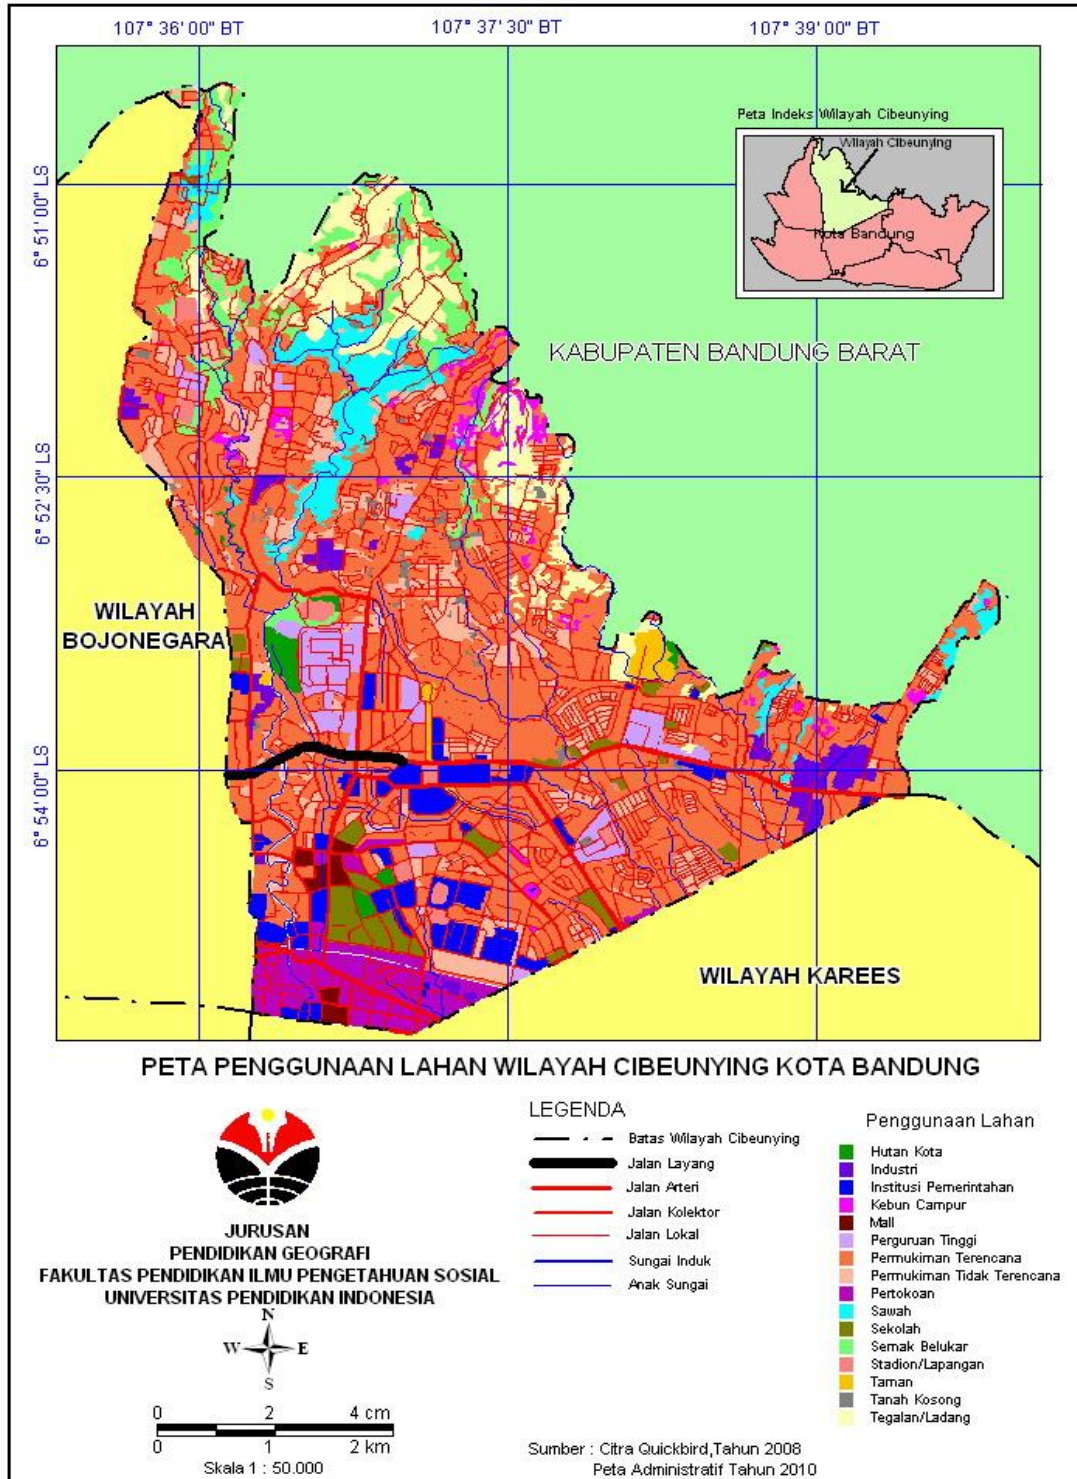 107° 36' 00" BT
107° 37' 30" BT
107° 39' 00" BT
Peta Indeks Wilayah Cibeunying
Wilayah Cibeunying
Kota Bandung
6° 51' 00" LS
KABUPATEN BANDUNG BARAT
6° 52' 30" LS
WILAYAH
BOJONEGARA
6° 54' 00" LS
WILAYAH KAREES
PETA PENGGUNAAN LAHAN WILAYAH CIBEUNYING KOTA BANDUNG
JURUSAN
PENDIDIKAN GEOGRAFI
FAKULTAS PENDIDIKAN ILMU PENGETAHUAN SOSIAL
UNIVERSITAS PENDIDIKAN INDONESIA
N
W E
S
0 2 4 cm
0 1 2 km
Skala 1 : 50.000
LEGENDA
Batas Wilayah Cibeunying
Jalan Layang
Jalan Arteri
Jalan Kolektor
Jalan Lokal
Sungai Induk
Anak Sungai
Penggunaan Lahan
Hutan Kota
Industri
Institusi Pemerintahan
Kebun Campur
Mall
Perguruan Tinggi
Permukiman Terencana
Permukiman Tidak Terencana
Pertokoan
Sawah
Sekolah
Semak Belukar
Stadion/Lapangan
Taman
Tanah Kosong
Tegalan/Ladang
Sumber : Citra Quickbird,Tahun 2008
Peta Administratif Tahun 2010